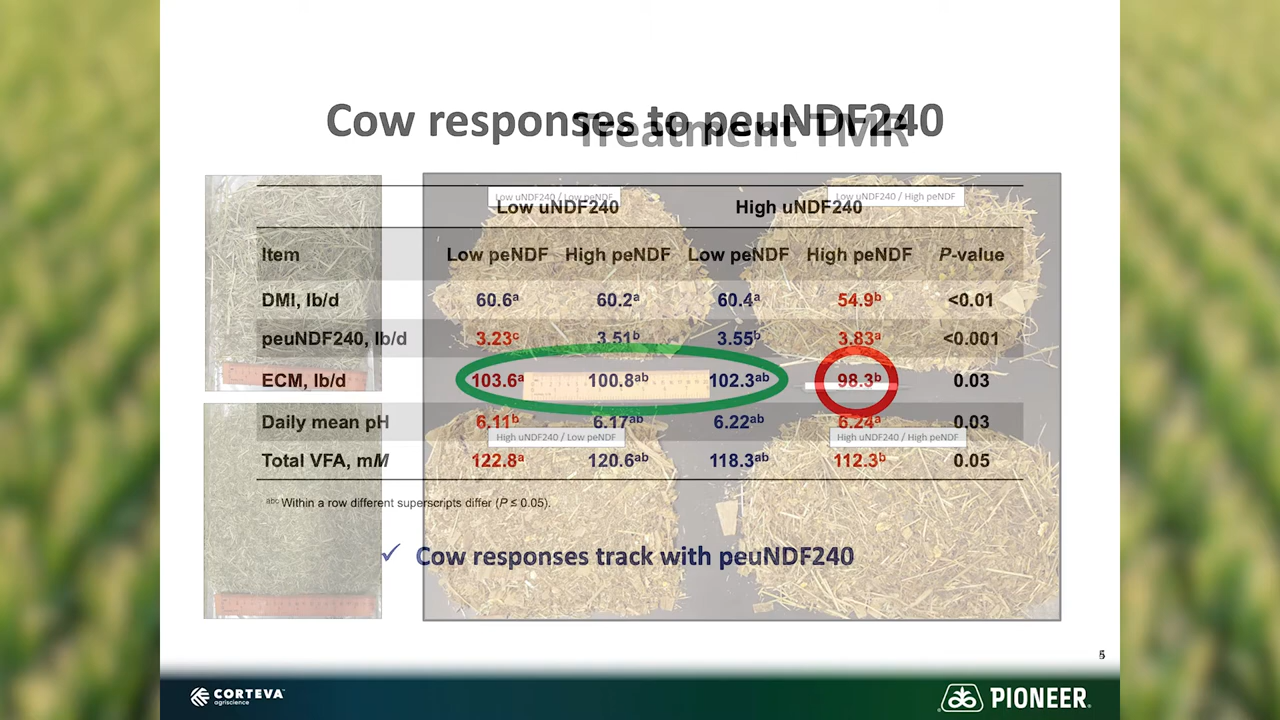 Cow responses to peuNDF240
Treatment TMR
Low uNDF240 / Low peNDF
Low uNDF240 / High peNDF
Low uNDF240 High uNDF240
Item Low peNDF High peNDF Low peNDF High peNDF P-value
DMI, lb/d 60.6ᵃ 60.2ᵃ 60.4ᵃ 54.9ᵇ <0.01
peuNDF240, lb/d 3.23ᶜ 3.51ᵇ 3.55ᵇ 3.83ᵃ <0.001
ECM, lb/d 103.6ᵃ 100.8ᵃᵇ 102.3ᵃᵇ 98.3ᵇ 0.03
Daily mean pH 6.11ᵇ 6.17ᵃᵇ 6.22ᵃᵇ 6.24ᵃ 0.03
High uNDF240 / Low peNDF
High uNDF240 / High peNDF
Total VFA, mM 122.8ᵃ 120.6ᵃᵇ 118.3ᵃᵇ 112.3ᵇ 0.05
ᵃᵇᶜ Within a row different superscripts differ (P ≤ 0.05).
✓ Cow responses track with peuNDF240
CORTEVA™
agriscience
PIONEER®